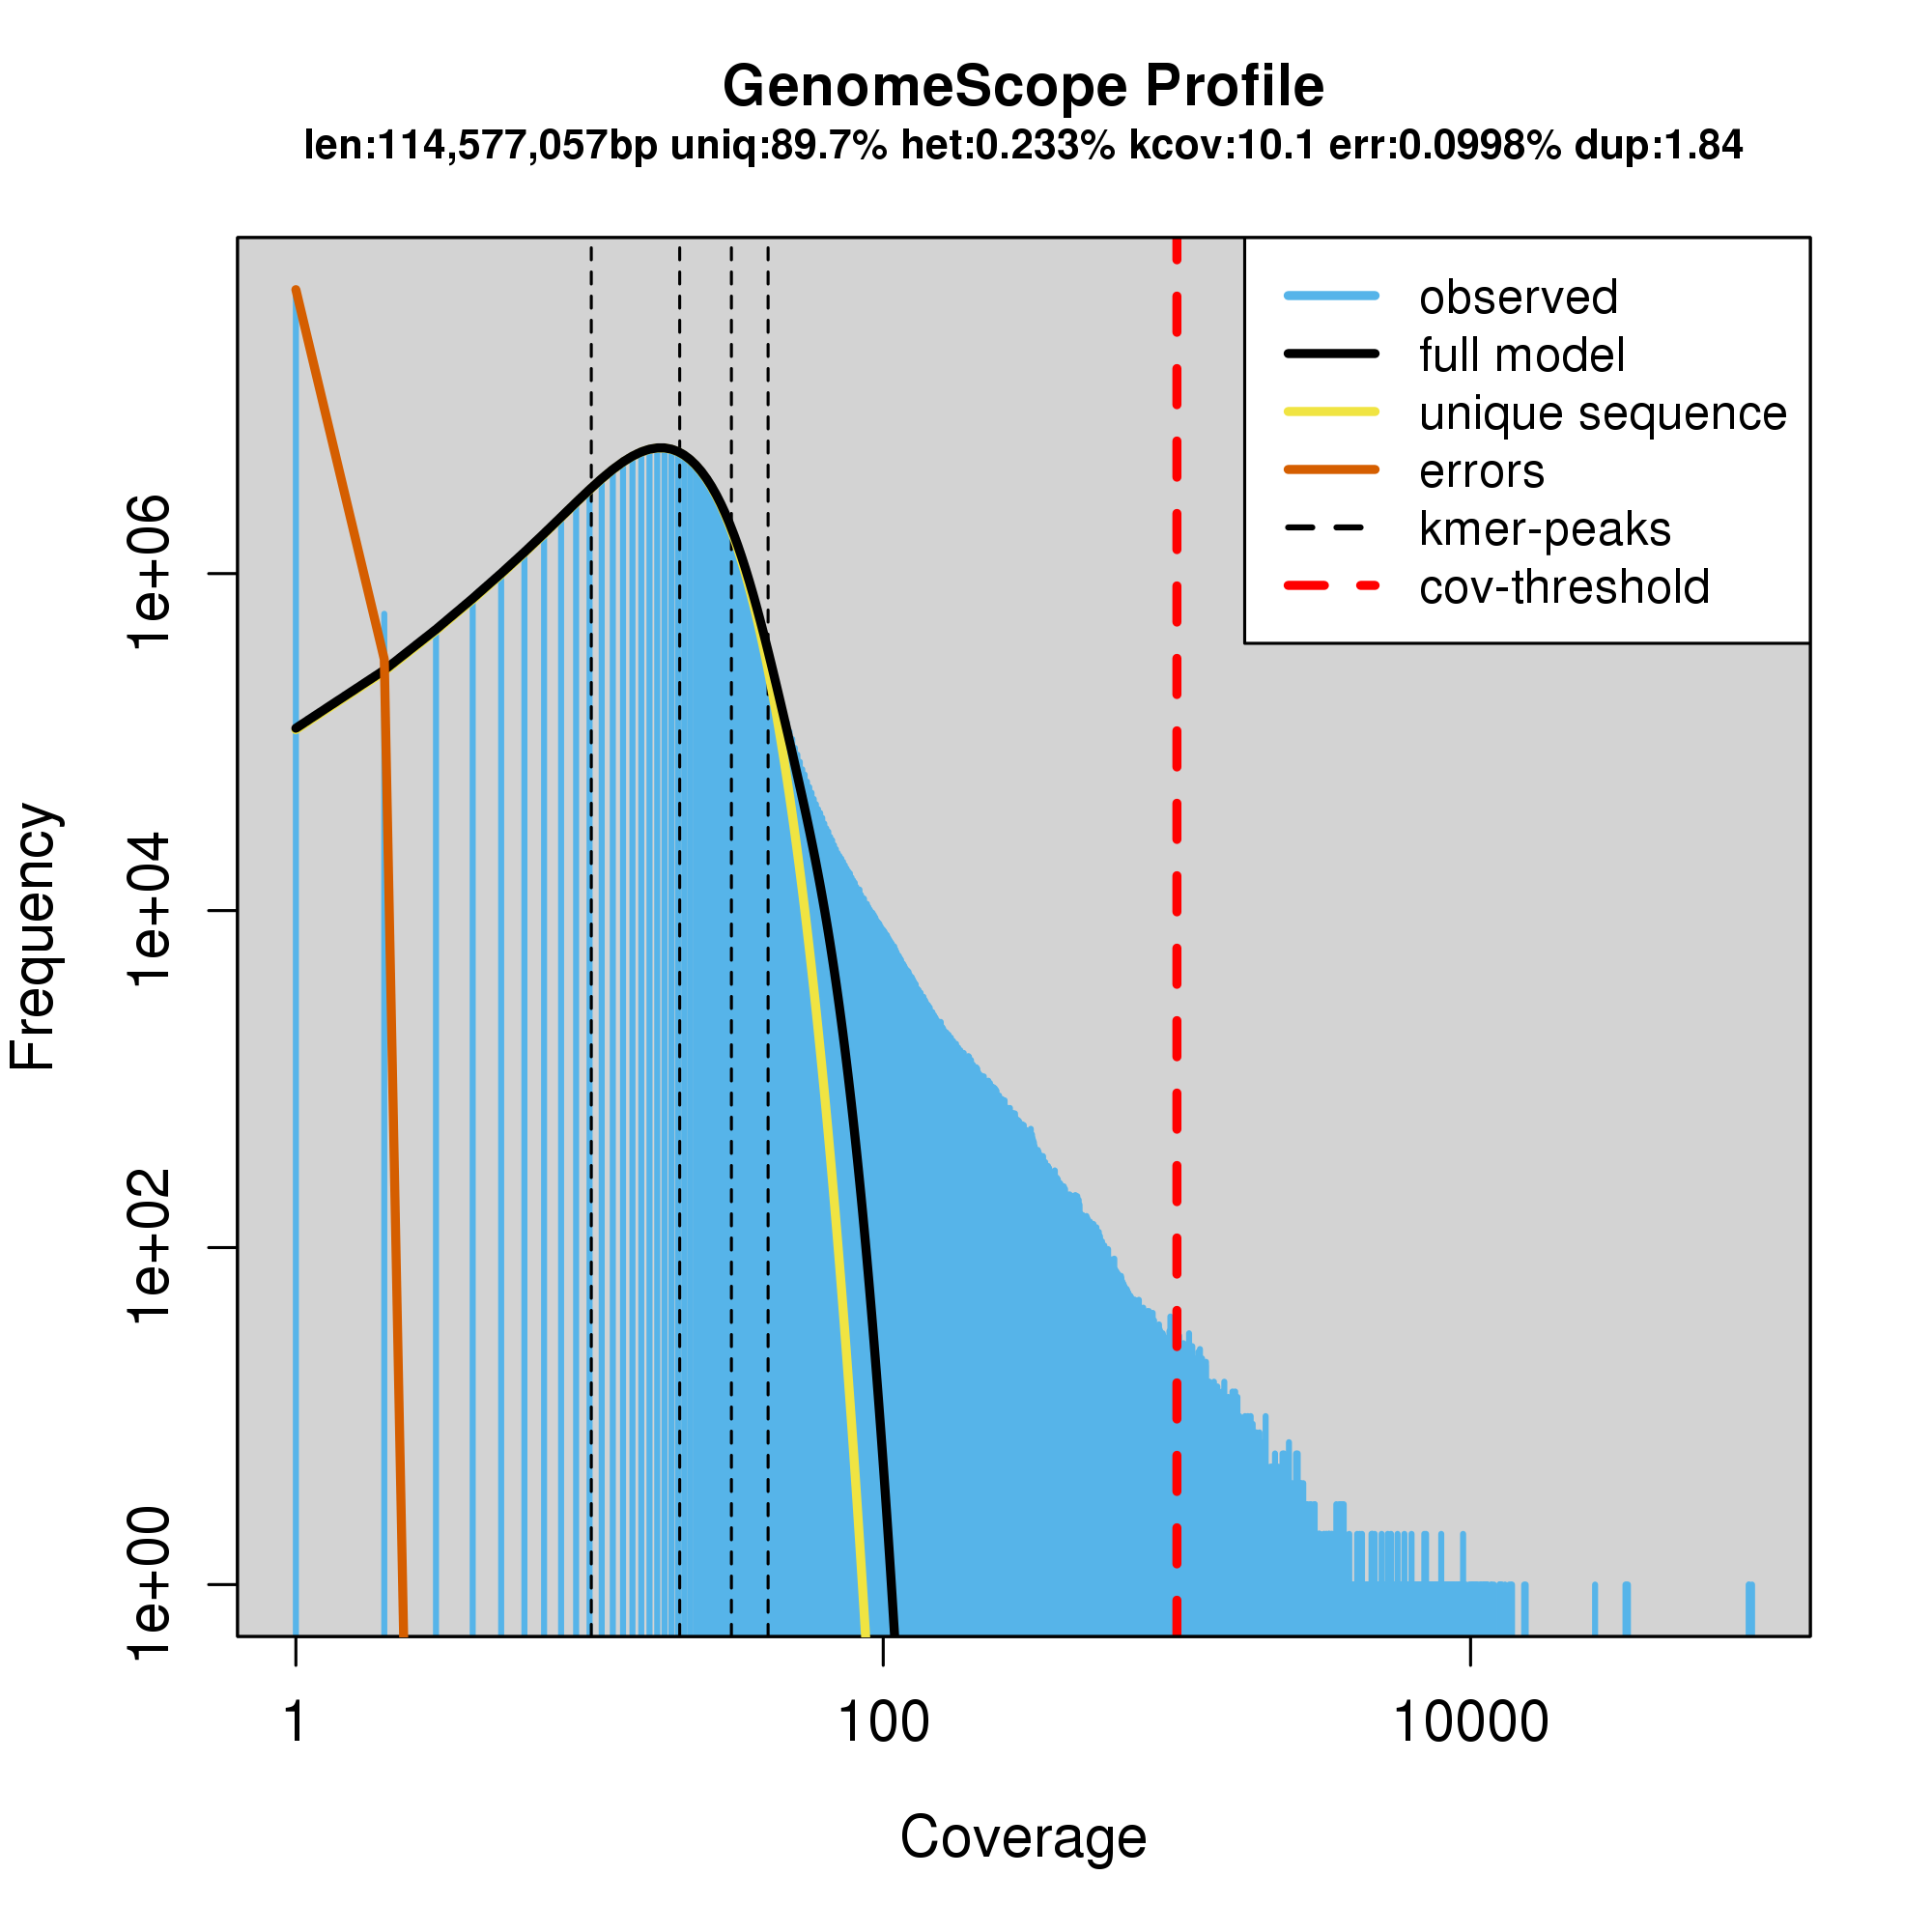 GenomeScope Profile
len:114,577,057bp uniq:89.7% het:0.233% kcov:10.1 err:0.0998% dup:1.84
observed
full model
unique sequence
errors
kmer-peaks
cov-threshold
Frequency
1e+06
1e+04
1e+02
1e+00
1
100
10000
Coverage